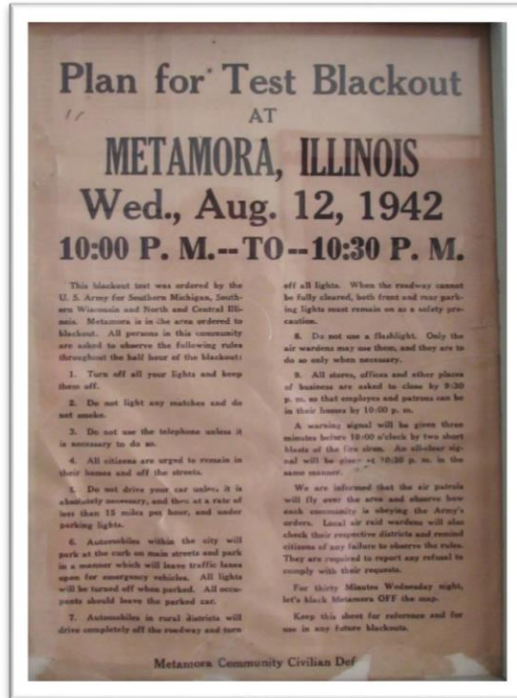 Plan for Test Blackout
AT
METAMORA, ILLINOIS
Wed., Aug. 12, 1942
10:00 P. M.--TO--10:30 P. M.
This blackout test was ordered by the
U. S. Army for Southern Michigan, South-
ern Wisconsin and North and Central Illi-
nois. Metamora is in the area ordered to
blackout. All persons in this community
are asked to observe the following rules
throughout the half hour of the blackout:
1. Turn off all your lights and keep
them off.
2. Do not light any matches and do
not smoke.
3. Do not use the telephone unless it
is necessary to do so.
4. All citizens are urged to remain in
their homes and off the streets.
5. Do not drive your car unless it is
absolutely necessary, and then at a rate of
less than 15 miles per hour, and under
parking lights.
6. Automobiles within the city will
park at the curb on main streets and park
in a manner which will leave traffic lanes
open for emergency vehicles. All lights
will be turned off when parked. All occu-
pants should leave the parked car.
7. Automobiles in rural districts will
drive completely off the roadway and turn
off all lights. When the roadway cannot
be fully cleared, both front and rear park-
ing lights must remain on as a safety pre-
caution.
8. Do not use a flashlight. Only the
air wardens may use them, and they are to
do so only when necessary.
9. All stores, offices and other places
of business are asked to close by 9:30
p. m. so that employes and patrons can be
in their homes by 10:00 p. m.
A warning signal will be given three
minutes before 10:00 o'clock by two short
blasts of the fire siren. An all-clear sig-
nal will be given at 10:30 p. m. in the
same manner.
We are informed that the air patrols
will fly over the area and observe how
each community is obeying the Army's
orders. Local air raid wardens will also
check their respective districts and remind
citizens of any failure to observe the rules.
They are required to report any refusal to
comply with their requests.
For thirty Minutes Wednesday night,
let's black Metamora OFF the map.
Keep this sheet for reference and for
use in any future blackouts.
Metamora Community Civilian Def